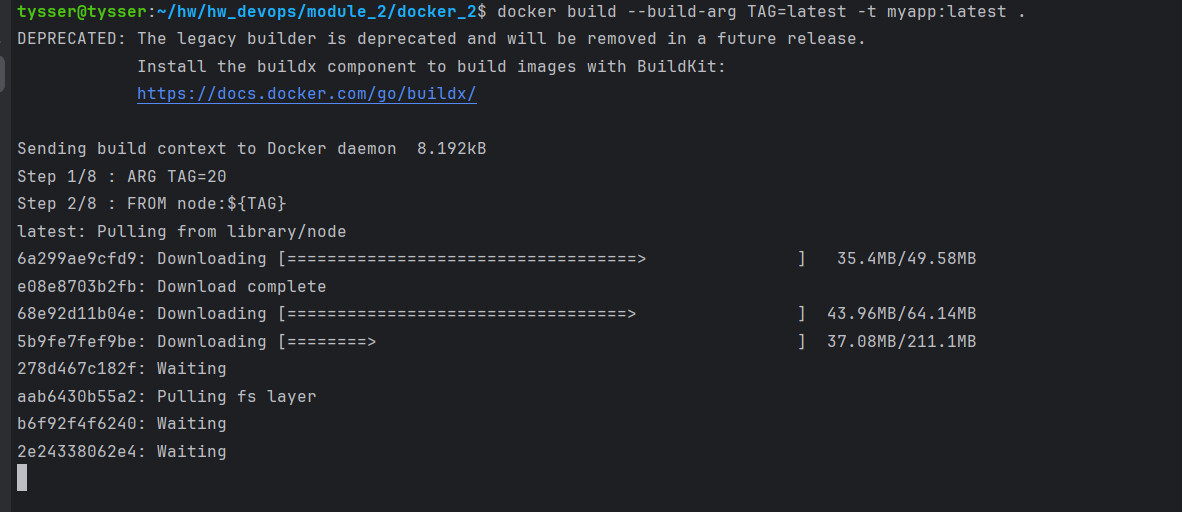 tysser@tysser:~/hw/hw_devops/module_2/docker_2$ docker build --build-arg TAG=latest -t myapp:latest .
DEPRECATED: The legacy builder is deprecated and will be removed in a future release.
            Install the buildx component to build images with BuildKit:
            https://docs.docker.com/go/buildx/

Sending build context to Docker daemon  8.192kB
Step 1/8 : ARG TAG=20
Step 2/8 : FROM node:${TAG}
latest: Pulling from library/node
6a299ae9cfd9: Downloading [===================================>               ]   35.4MB/49.58MB
e08e8703b2fb: Download complete
68e92d11b04e: Downloading [==================================>                ]  43.96MB/64.14MB
5b9fe7fef9be: Downloading [========>                                          ]  37.08MB/211.1MB
278d467c182f: Waiting
aab6430b55a2: Pulling fs layer
b6f92f4f6240: Waiting
2e24338062e4: Waiting